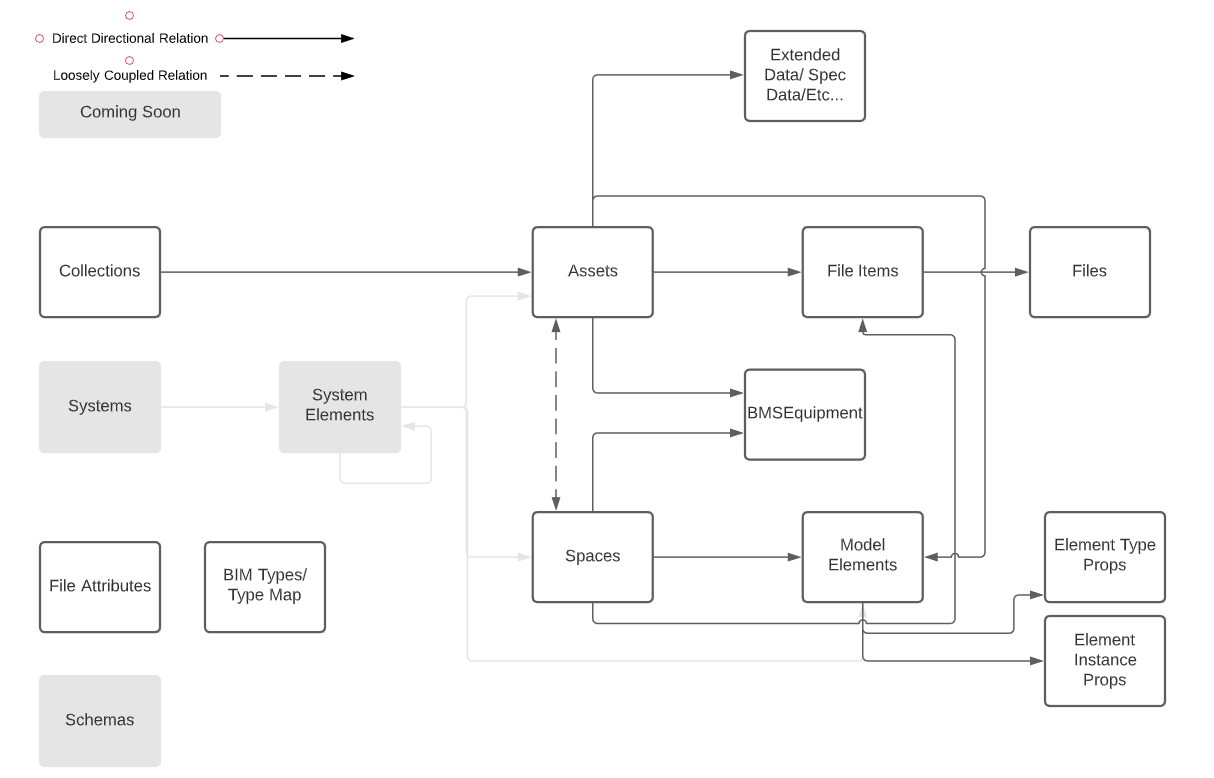 Direct Directional Relation
Loosely Coupled Relation
Coming Soon
Extended
Data/ Spec
Data/Etc...
Collections
Assets
File Items
Files
Systems
System
Elements
BMSEquipment
Spaces
Model
Elements
Element Type
Props
File Attributes
BIM Types/
Type Map
Element
Instance
Props
Schemas